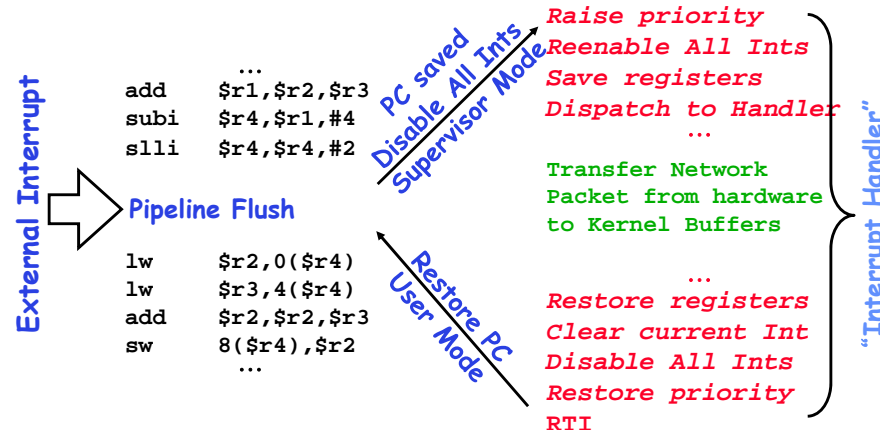 External Interrupt
…
add $r1,$r2,$r3
subi $r4,$r1,#4
slli $r4,$r4,#2
Pipeline Flush
lw $r2,0($r4)
lw $r3,4($r4)
add $r2,$r2,$r3
sw 8($r4),$r2
…
PC saved
Disable All Ints
Supervisor Mode
Restore PC
User Mode
Raise priority
Reenable All Ints
Save registers
Dispatch to Handler
…
Transfer Network
Packet from hardware
to Kernel Buffers
…
Restore registers
Clear current Int
Disable All Ints
Restore priority
RTI
“Interrupt Handler”